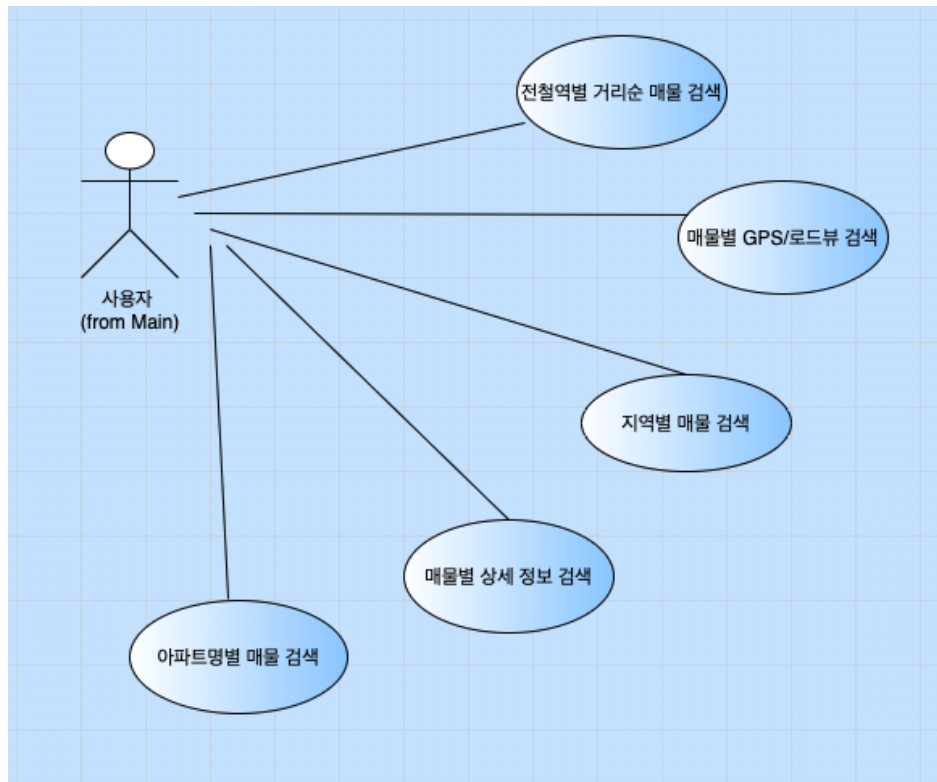 전철역별 거리순 매물 검색
매물별 GPS/로드뷰 검색
사용자
(from Main)
지역별 매물 검색
매물별 상세 정보 검색
아파트명별 매물 검색